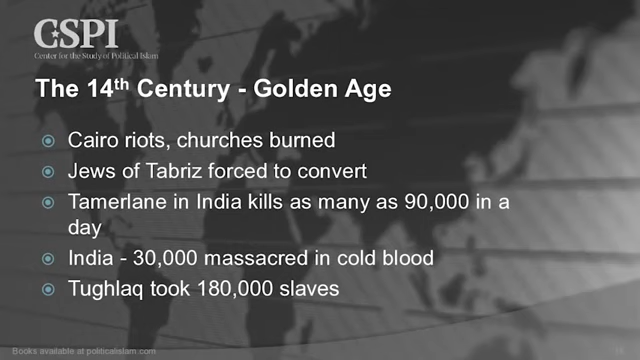 CSPI
Center for the Study of Political Islam
The 14th Century - Golden Age
Cairo riots, churches burned
Jews of Tabriz forced to convert
Tamerlane in India kills as many as 90,000 in a
day
India - 30,000 massacred in cold blood
Tughlaq took 180,000 slaves
Books available at politicalislam.com